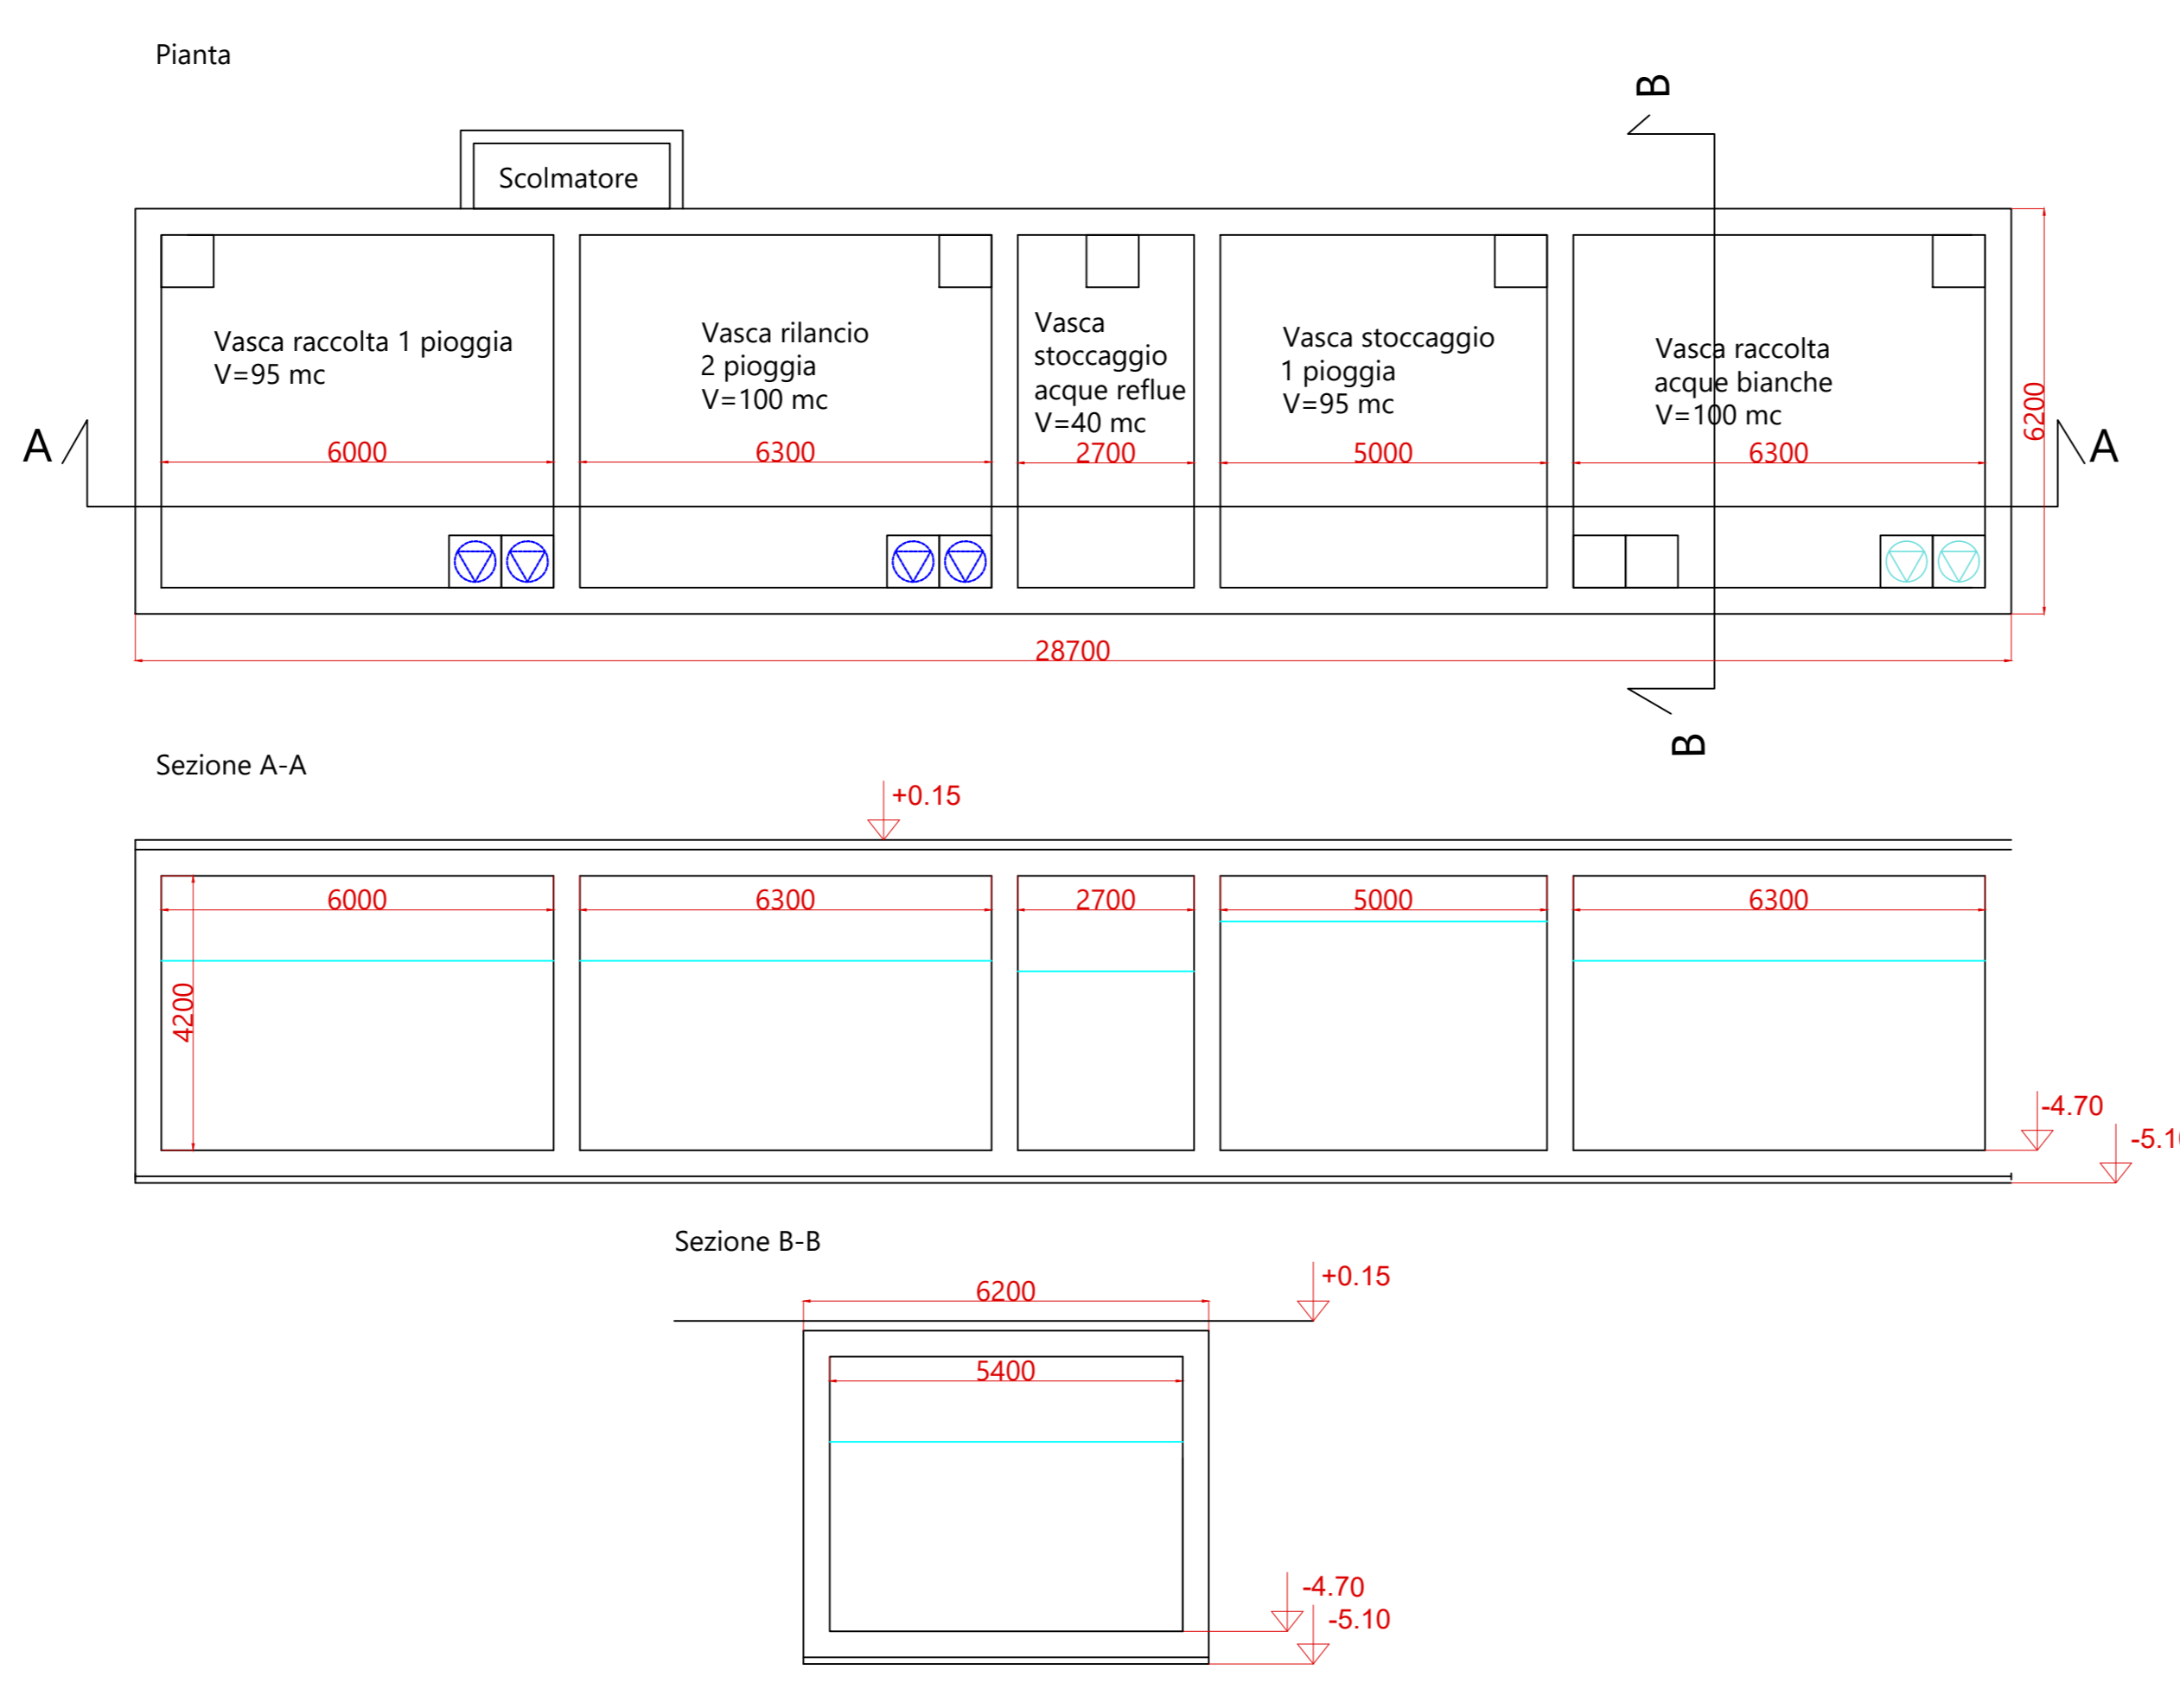 Pianta
B
Scolmatore
Vasca raccolta 1 pioggia
V=95 mc
Vasca rilancio
2 pioggia
V=100 mc
Vasca
stoccaggio
acque reflue
V=40 mc
Vasca stoccaggio
1 pioggia
V=95 mc
Vasca raccolta
acque bianche
V=100 mc
6200
A
6000
6300
2700
5000
6300
A
28700
B
Sezione A-A
+0.15
6000
6300
2700
5000
6300
4200
-4.70
-5.1
Sezione B-B
+0.15
6200
5400
-4.70
-5.10